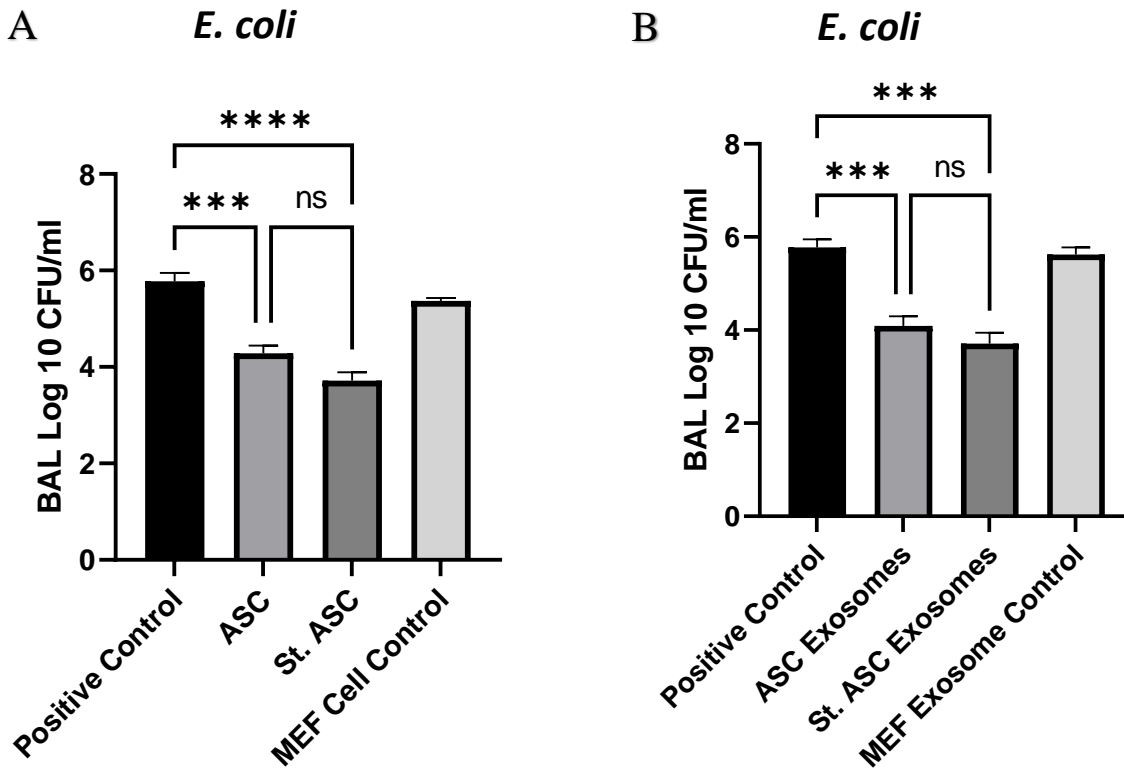 A
E. coli
****
***
ns
BAL Log 10 CFU/ml
8
6
4
2
0
Positive Control
ASC
St. ASC
MEF Cell Control
B
E. coli
***
***
ns
BAL Log 10 CFU/ml
8
6
4
2
0
Positive Control
ASC Exosomes
St. ASC Exosomes
MEF Exosome Control